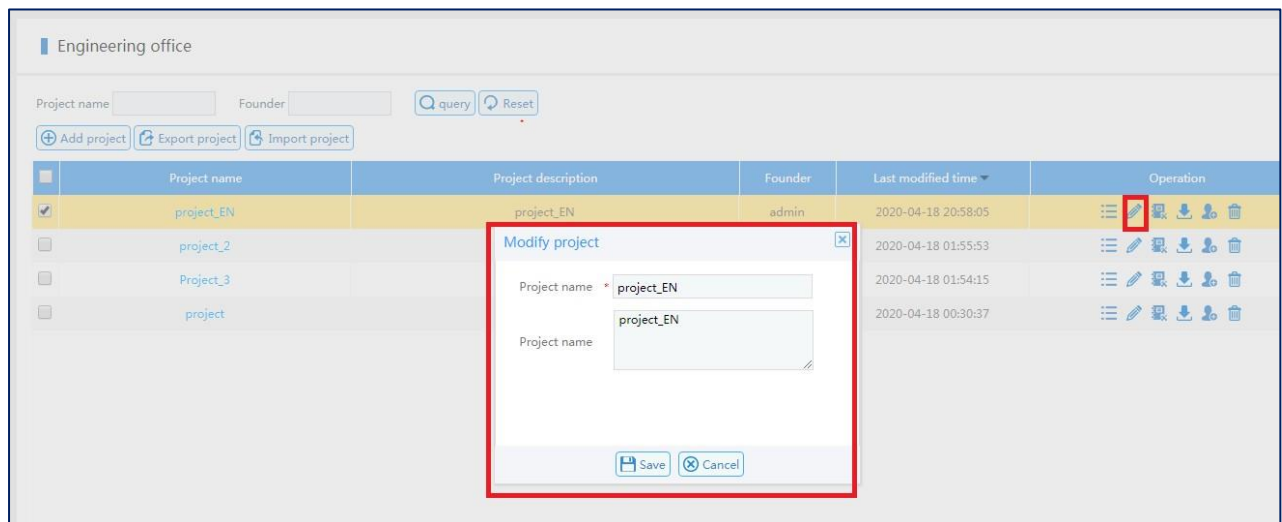 Engineering office
Project name Founder query Reset
Add project Export project Import project
Project name Project description Founder Last modified time Operation
project_EN project_EN admin 2020-04-18 20:58:05
project_2 2020-04-18 01:55:53
Project_3 2020-04-18 01:54:15
project 2020-04-18 00:30:37
Modify project
Project name * project_EN
Project name project_EN
Save Cancel